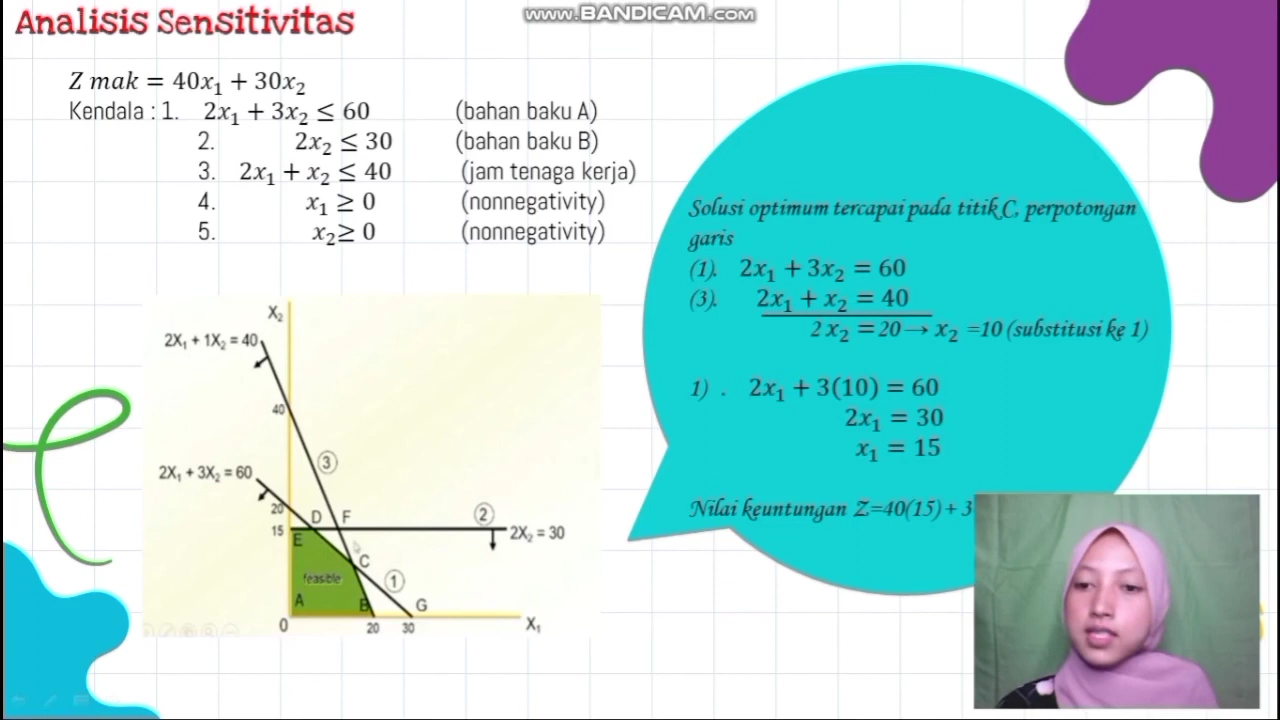 Analisis Sensitivitas
www.BANDICAM.com
Z mak = 40x₁ + 30x₂
Kendala : 1. 2x₁ + 3x₂ ≤ 60 (bahan baku A)
2. 2x₂ ≤ 30 (bahan baku B)
3. 2x₁ + x₂ ≤ 40 (jam tenaga kerja)
4. x₁ ≥ 0 (nonnegativity)
5. x₂≥ 0 (nonnegativity)
X₂
2X₁ + 1X₂ = 40
40
3
2X₁ + 3X₂ = 60
20
D F
2
15
2X₂ = 30
E
C
feasible
1
A B G
0 20 30 X₁
Solusi optimum tercapai pada titik C, perpotongan
garis
(1). 2x₁ + 3x₂ = 60
(3). 2x₁ + x₂ = 40
2 x₂ = 20 → x₂ =10 (substitusi ke 1)
1) . 2x₁ + 3(10) = 60
2x₁ = 30
x₁ = 15
Nilai keuntungan Z=40(15) + 3